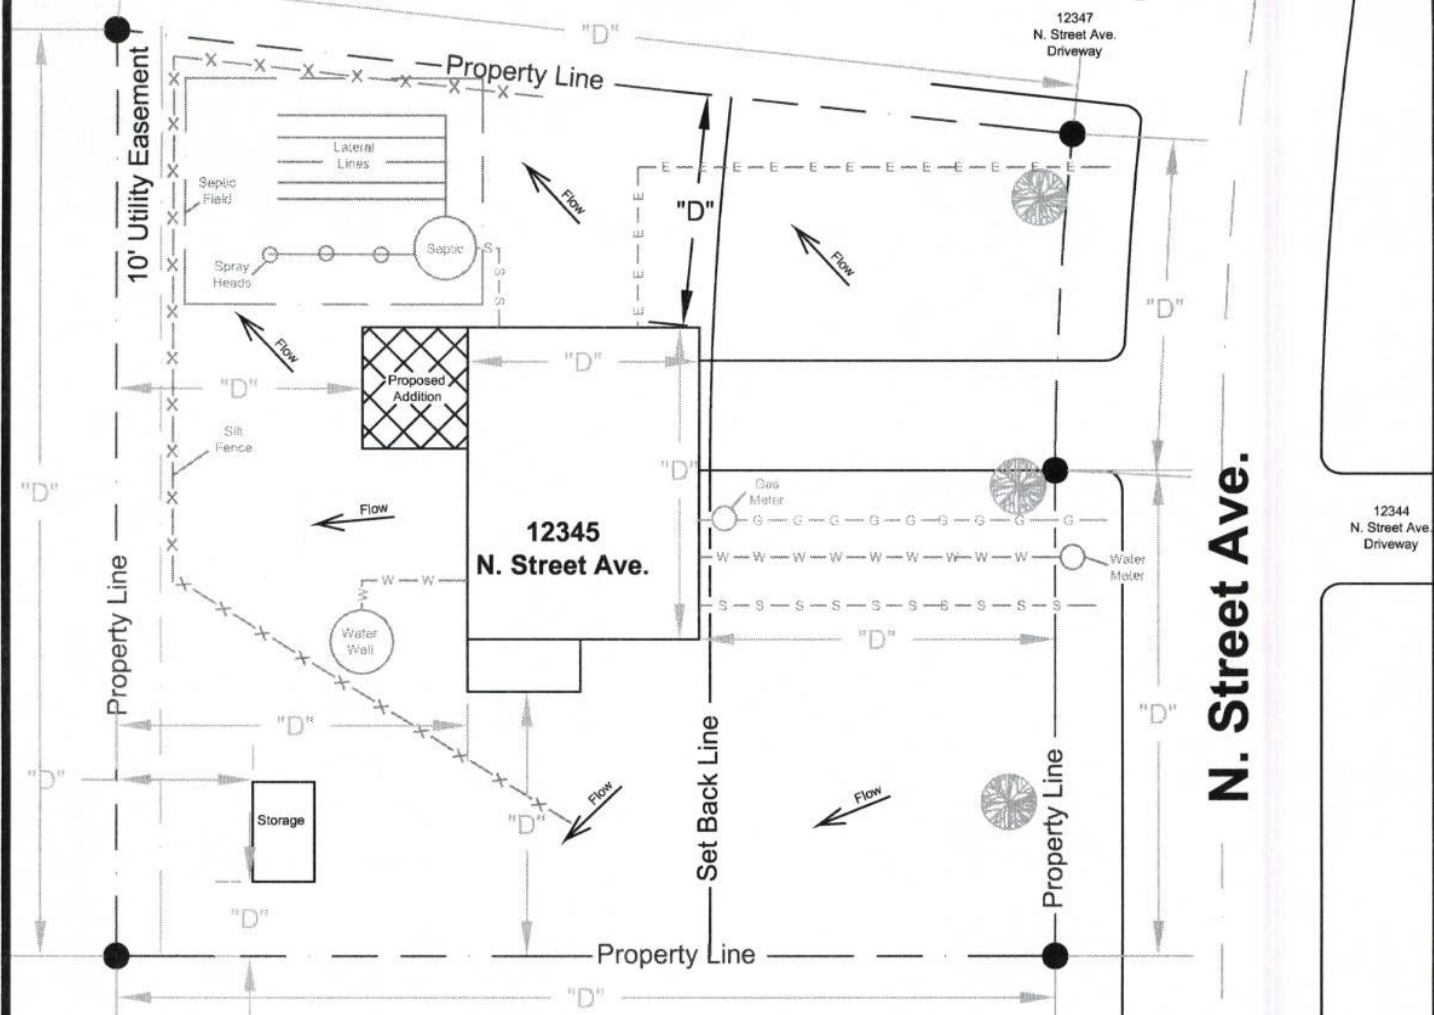 "D"
12347
N. Street Ave.
Driveway
Property Line
10' Utility Easement
Lateral
Lines
Septic
Field
Septic
S
S
S
Spray
Heads
Flow
Flow
Flow
"D"
E E E E E E E E E E E E
E
E
E
E
"D"
"D"
"D"
Proposed
Addition
Silt
Fence
"D"
"D"
Gas
Meter
Flow
12345
N. Street Ave.
G G G G G G G G G
W W W W W W W W W
Water
Meter
S S S S S S S S S S
W W
W
Water
Well
"D"
Property Line
"D"
"D"
"D"
Storage
Flow
"D"
Flow
Set Back Line
Property Line
N. Street Ave.
12344
N. Street Ave.
Driveway
"D"
Property Line
"D"
X X X X X X X
X X X X X X X X X X X
X X X X X X X X X X